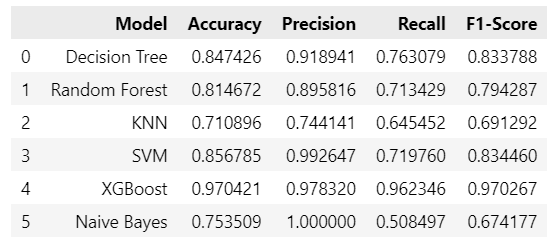 Model Accuracy Precision Recall F1-Score
0 Decision Tree 0.847426 0.918941 0.763079 0.833788
1 Random Forest 0.814672 0.895816 0.713429 0.794287
2 KNN 0.710896 0.744141 0.645452 0.691292
3 SVM 0.856785 0.992647 0.719760 0.834460
4 XGBoost 0.970421 0.978320 0.962346 0.970267
5 Naive Bayes 0.753509 1.000000 0.508497 0.674177